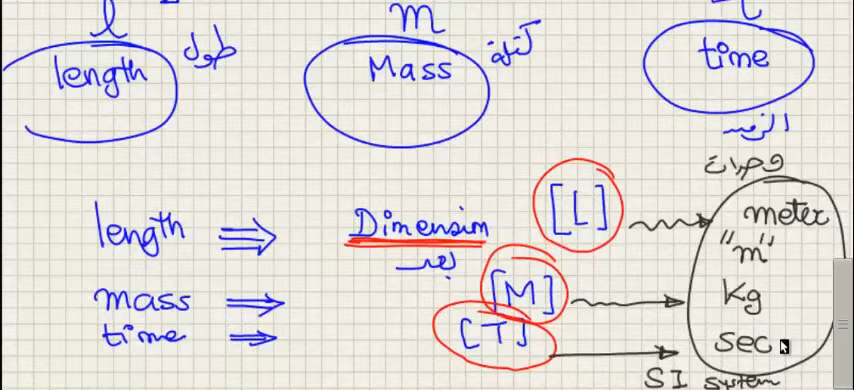 l m t
length طول Mass كتلة time
الزمن
وحدات
length ⇒ Dimension [L] meter
بعد "m"
mass ⇒ [M] Kg
time ⇒ [T] sec
SI system